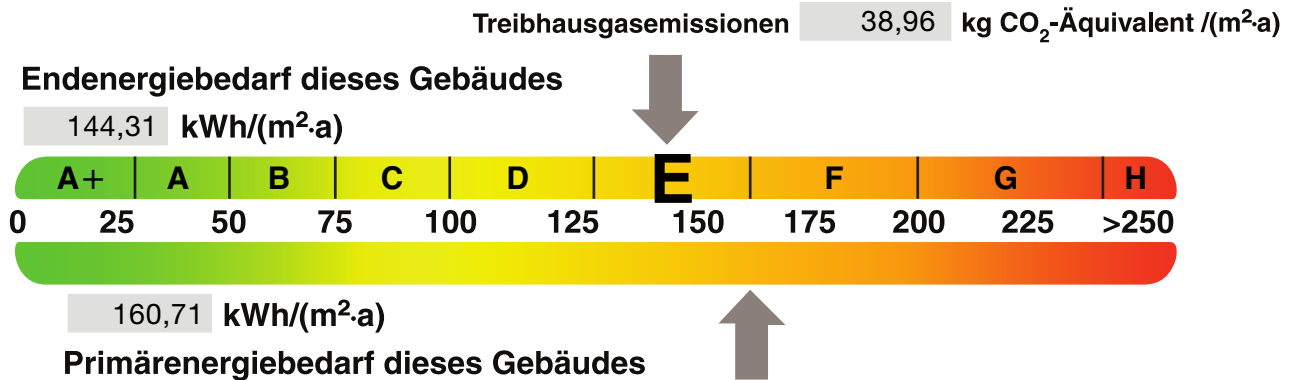 Treibhausgasemissionen 38,96 kg CO₂-Äquivalent /(m²·a)
Endenergiebedarf dieses Gebäudes
144,31 kWh/(m²·a)
A+ A B C D E F G H
0 25 50 75 100 125 150 175 200 225 >250
160,71 kWh/(m²·a)
Primärenergiebedarf dieses Gebäudes